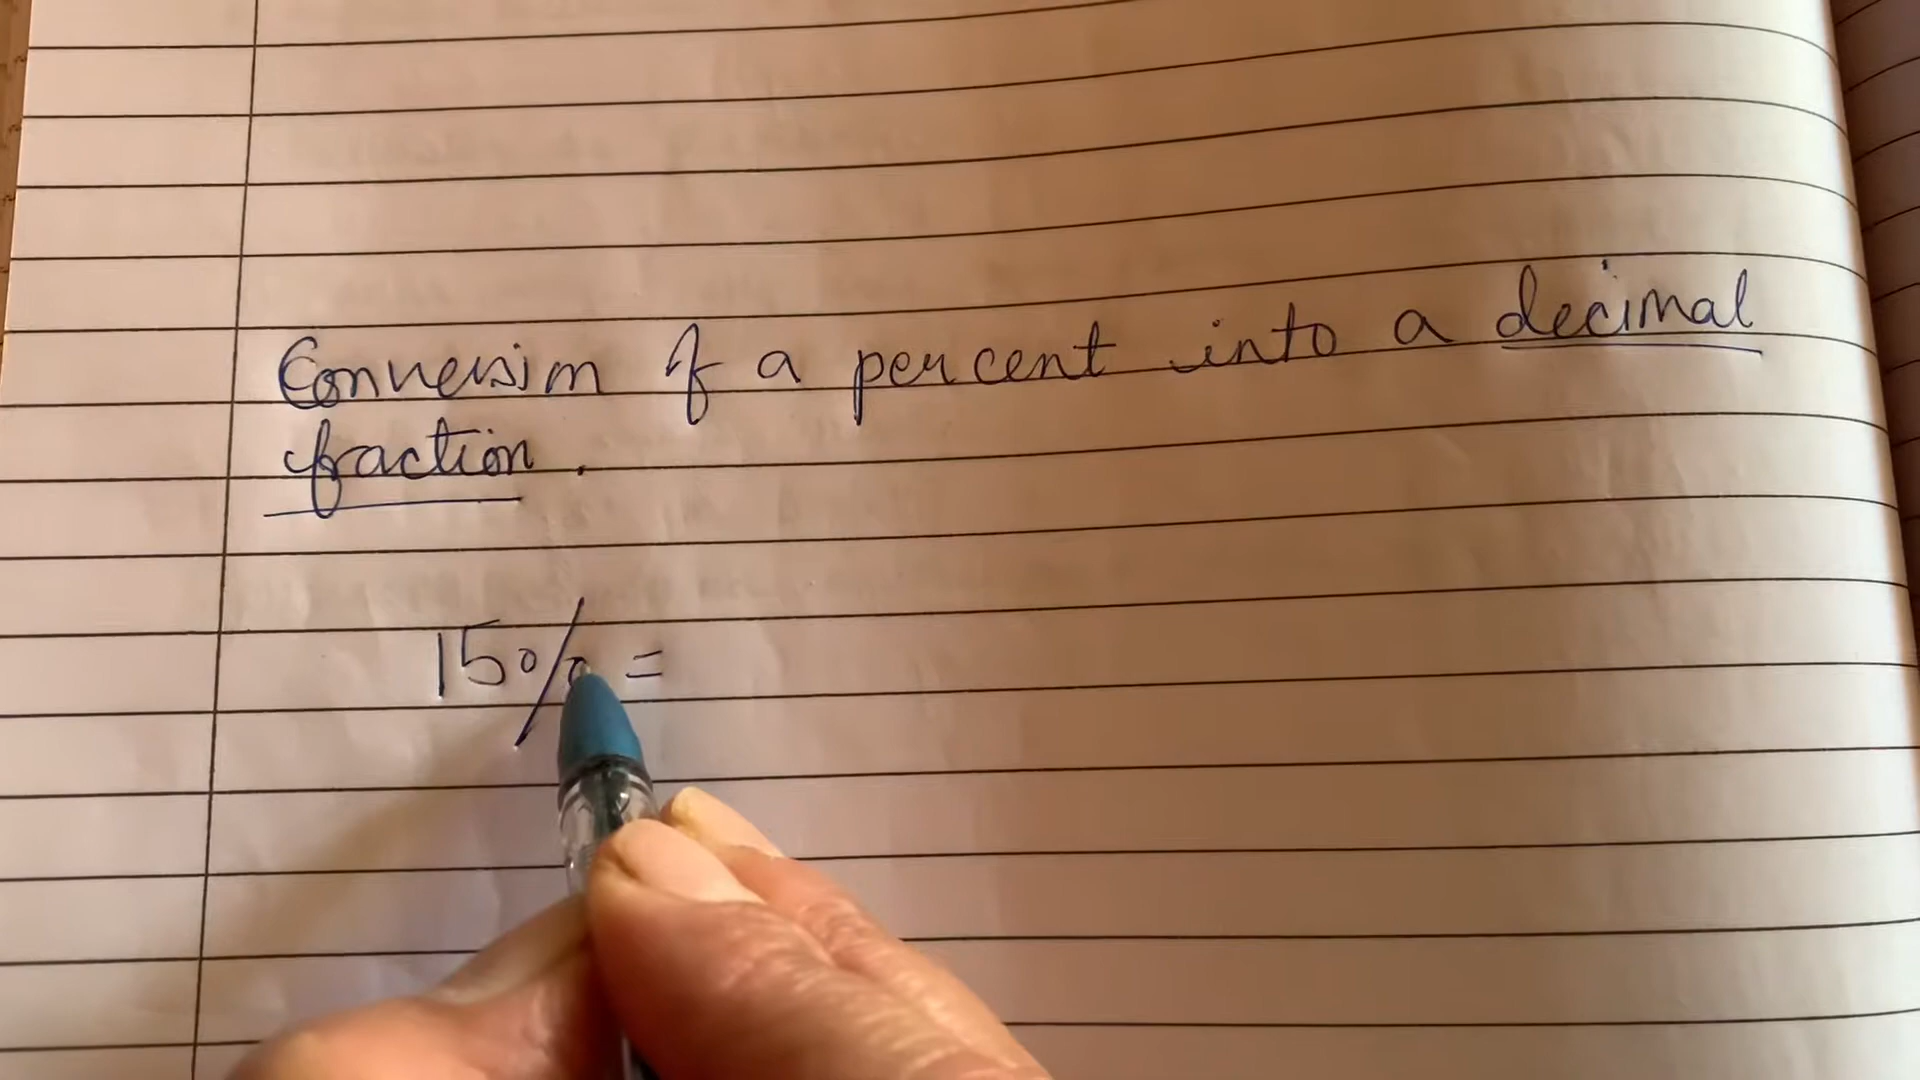 Conversion of a percent into a decimal
fraction.
15% =